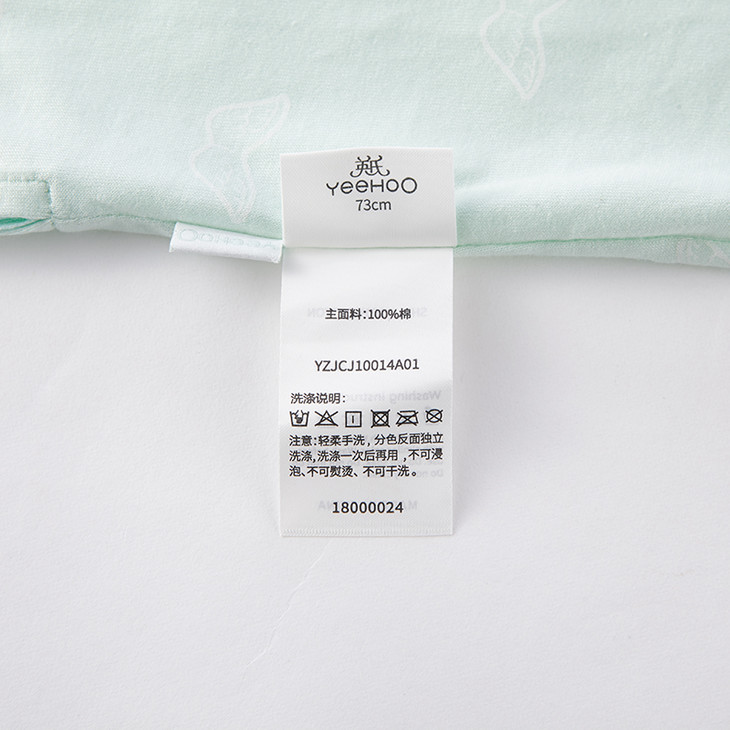 英氏
YEEHOO
73cm
主面料:100%棉
YZJCJ10014A01
洗涤说明:
注意:轻柔手洗,分色反面独立
洗涤,洗涤一次后再用,不可浸
泡、不可熨烫、不可干洗。
18000024